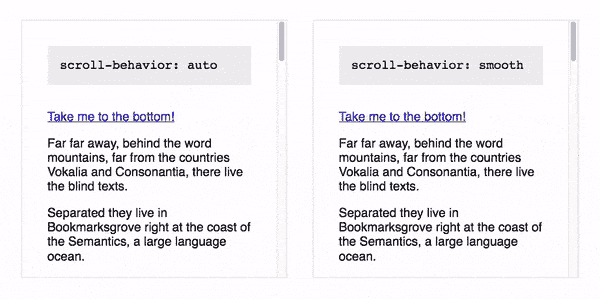 scroll-behavior: auto
Take me to the bottom!
Far far away, behind the word
mountains, far from the countries
Vokalia and Consonantia, there live
the blind texts.
Separated they live in
Bookmarksgrove right at the coast of
the Semantics, a large language
ocean.
scroll-behavior: smooth
Take me to the bottom!
Far far away, behind the word
mountains, far from the countries
Vokalia and Consonantia, there live
the blind texts.
Separated they live in
Bookmarksgrove right at the coast of
the Semantics, a large language
ocean.